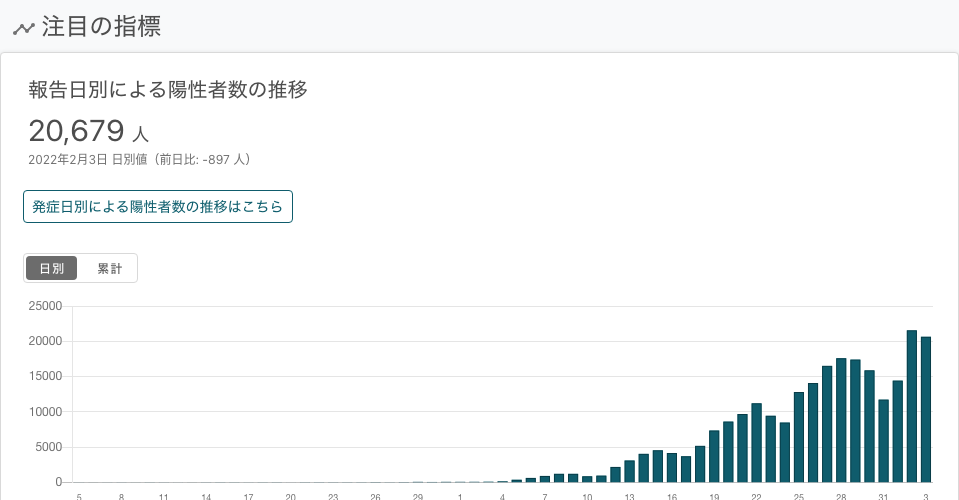 注目の指標
報告日別による陽性者数の推移
20,679 人
2022年2月3日 日別値（前日比: -897 人）
発症日別による陽性者数の推移はこちら
日別 累計
25000
20000
15000
10000
5000
0
5 8 11 14 17 20 23 26 29 1 4 7 10 13 16 19 22 25 28 31 3